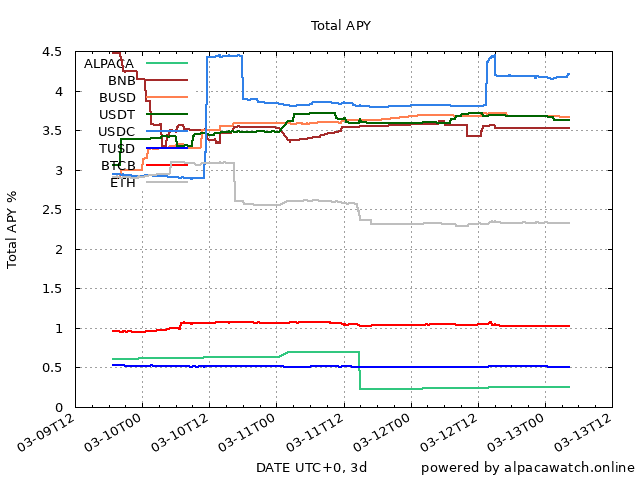 Total APY
Total APY %
4.5
4
3.5
3
2.5
2
1.5
1
0.5
0
ALPACA
BNB
BUSD
USDT
USDC
TUSD
BTCB
ETH
03-09T12
03-10T00
03-10T12
03-11T00
03-11T12
03-12T00
03-12T12
03-13T00
03-13T12
DATE UTC+0, 3d
powered by alpacawatch.online